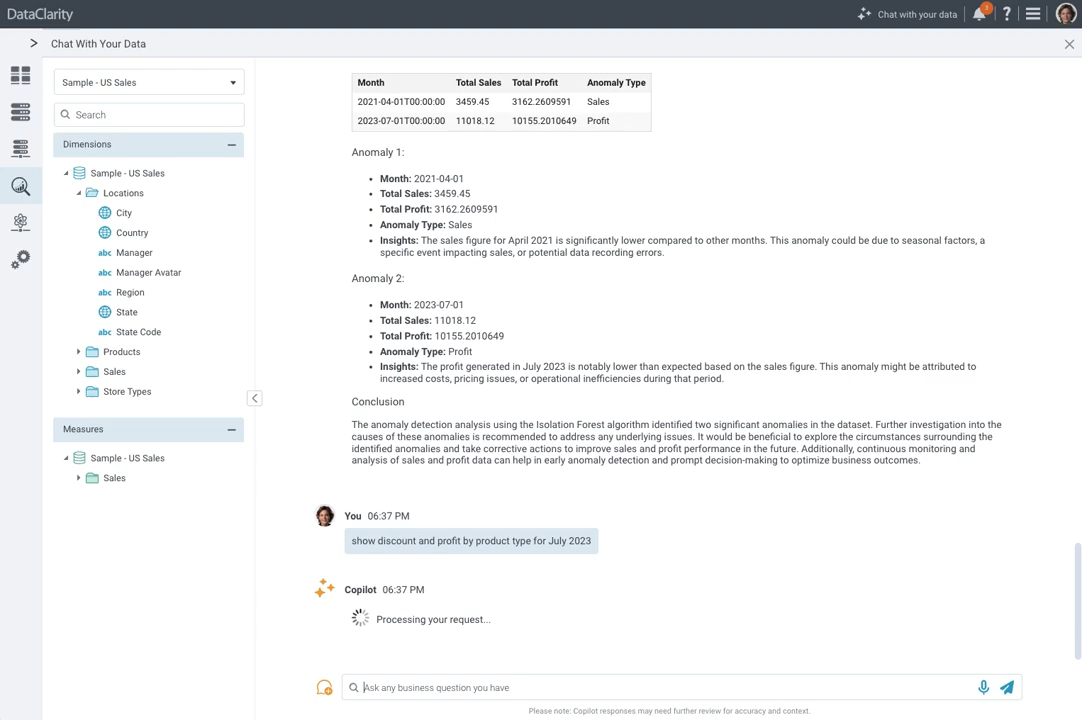 DataClarity
Chat with your data
3
?
Chat With Your Data
Sample - US Sales
Search
Dimensions
Sample - US Sales
Locations
City
Country
abc Manager
abc Manager Avatar
abc Region
State
abc State Code
Products
Sales
Store Types
Measures
Sample - US Sales
Sales
Month Total Sales Total Profit Anomaly Type
2021-04-01T00:00:00 3459.45 3162.2609591 Sales
2023-07-01T00:00:00 11018.12 10155.2010649 Profit
Anomaly 1:
• Month: 2021-04-01
• Total Sales: 3459.45
• Total Profit: 3162.2609591
• Anomaly Type: Sales
• Insights: The sales figure for April 2021 is significantly lower compared to other months. This anomaly could be due to seasonal factors, a
specific event impacting sales, or potential data recording errors.
Anomaly 2:
• Month: 2023-07-01
• Total Sales: 11018.12
• Total Profit: 10155.2010649
• Anomaly Type: Profit
• Insights: The profit generated in July 2023 is notably lower than expected based on the sales figure. This anomaly might be attributed to
increased costs, pricing issues, or operational inefficiencies during that period.
Conclusion
The anomaly detection analysis using the Isolation Forest algorithm identified two significant anomalies in the dataset. Further investigation into the
causes of these anomalies is recommended to address any underlying issues. It would be beneficial to explore the circumstances surrounding the
identified anomalies and take corrective actions to improve sales and profit performance in the future. Additionally, continuous monitoring and
analysis of sales and profit data can help in early anomaly detection and prompt decision-making to optimize business outcomes.
You 06:37 PM
show discount and profit by product type for July 2023
Copilot 06:37 PM
Processing your request...
Ask any business question you have
Please note: Copilot responses may need further review for accuracy and context.